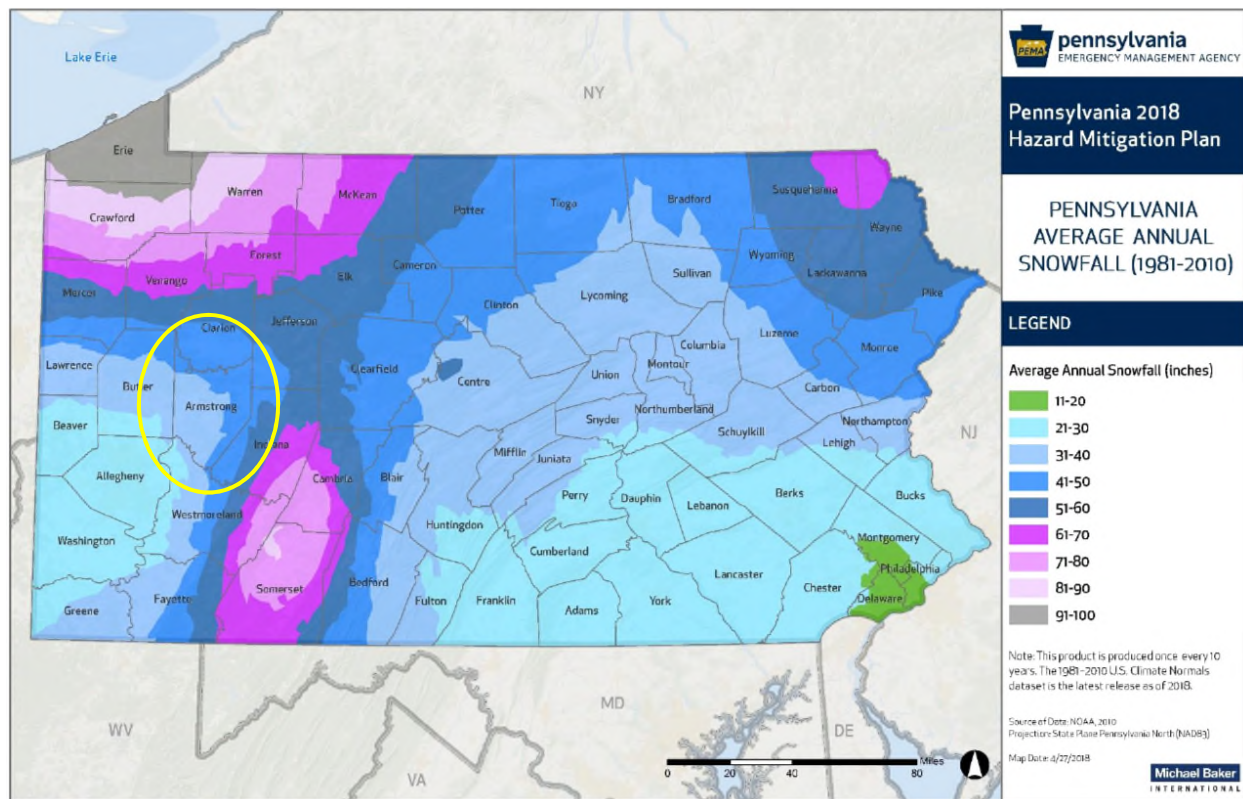 Lake Erie
NY
Erie
Warren
McKean
Crawford
Potter
Tioga
Bradford
Susquehanna
Wayne
Forest
Venango
Elk
Cameron
Sullivan
Wyoming
Lackawanna
Mercer
Clarion
Jefferson
Clinton
Lycoming
Pike
Luzerne
Monroe
Lawrence
Butler
Armstrong
Clearfield
Centre
Union
Montour
Columbia
Carbon
Beaver
Indiana
Snyder
Northumberland
Schuylkill
Northampton
Lehigh
NJ
Allegheny
Cambria
Blair
Mifflin
Juniata
Perry
Dauphin
Lebanon
Berks
Bucks
Westmoreland
Huntingdon
Cumberland
Montgomery
Washington
Philadelphia
Somerset
Bedford
Lancaster
Chester
Delaware
Greene
Fayette
Fulton
Franklin
Adams
York
WV
MD
DE
VA
0 20 40 80 Miles
PEMA
pennsylvania
EMERGENCY MANAGEMENT AGENCY
Pennsylvania 2018
Hazard Mitigation Plan
PENNSYLVANIA
AVERAGE ANNUAL
SNOWFALL (1981-2010)
LEGEND
Average Annual Snowfall (inches)
11-20
21-30
31-40
41-50
51-60
61-70
71-80
81-90
91-100
Note: This product is produced once every 10
years. The 1981-2010 U.S. Climate Normals
dataset is the latest release as of 2018.
Source of Data: NOAA, 2010
Projection: State Plane Pennsylvania North (NAD83)
Map Date: 4/27/2018
Michael Baker
INTERNATIONAL